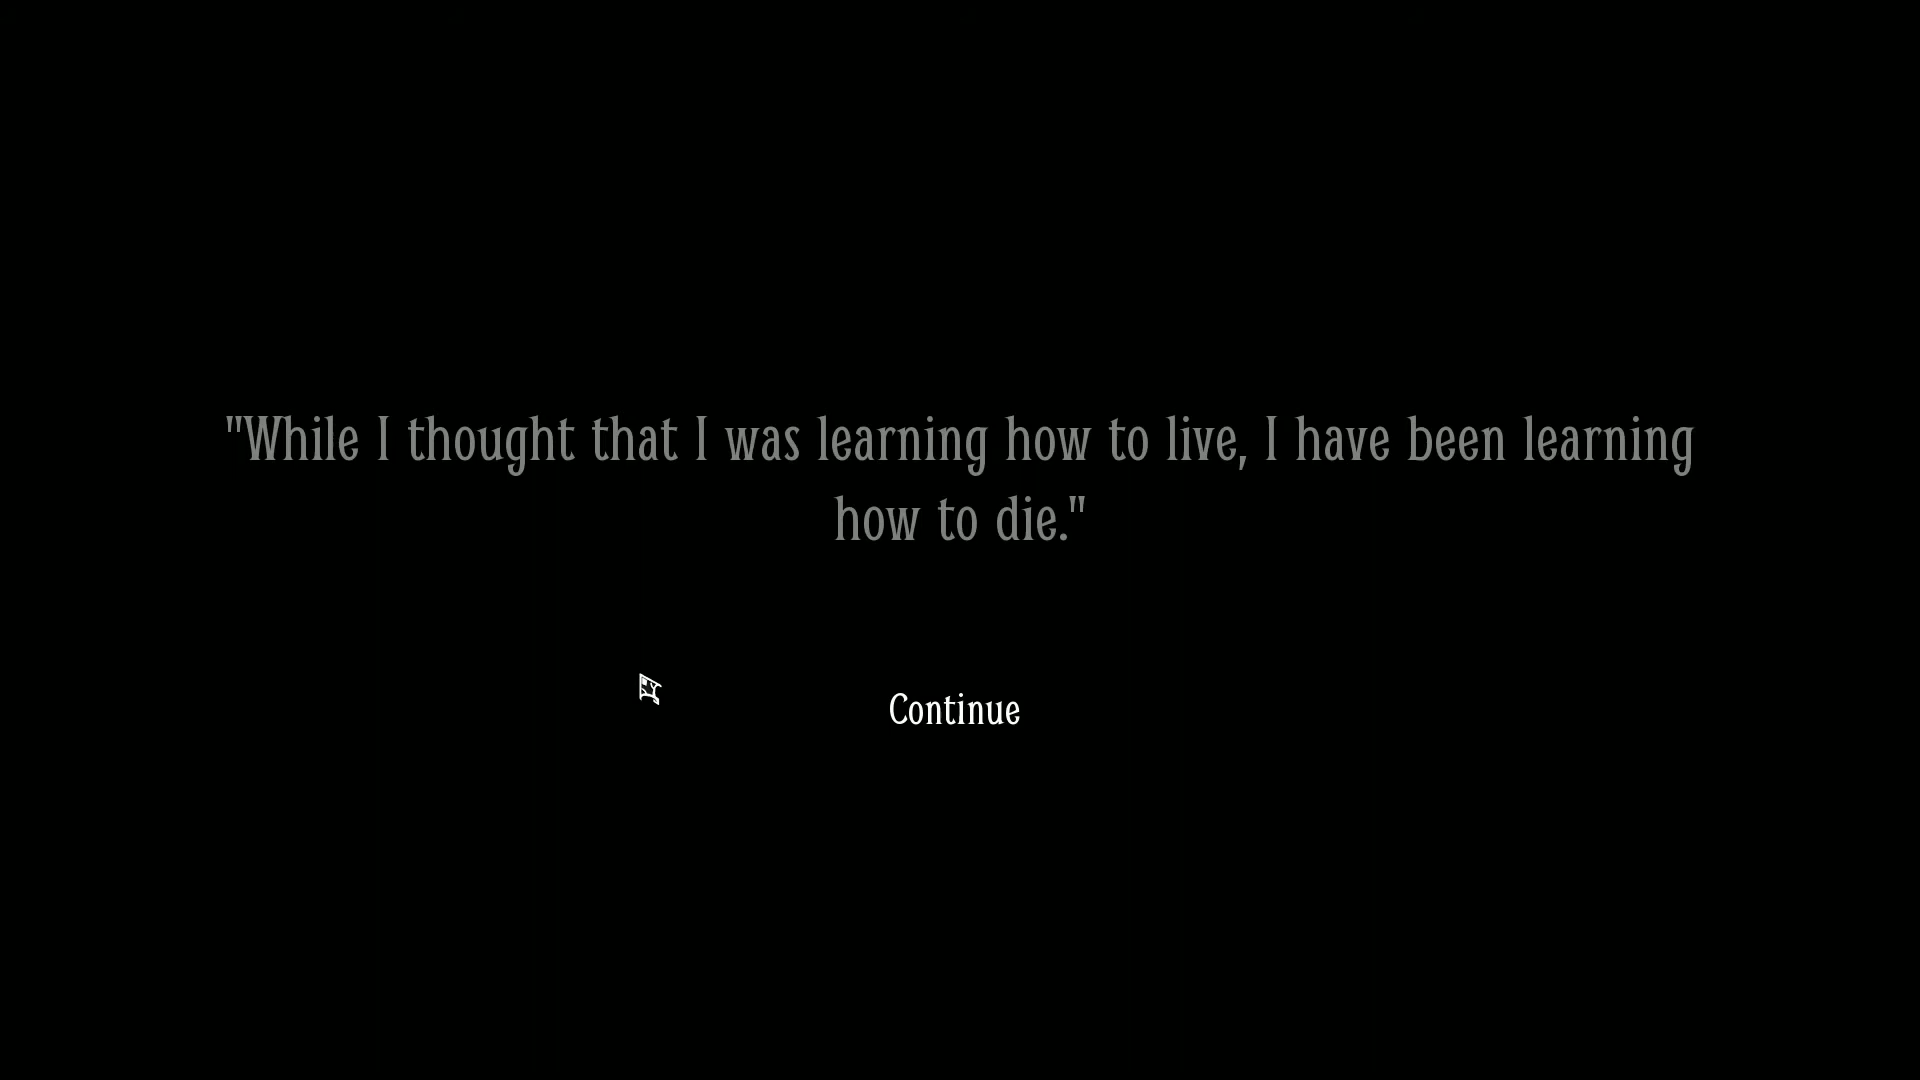 "While I thought that I was learning how to live, I have been learning
how to die."
Continue